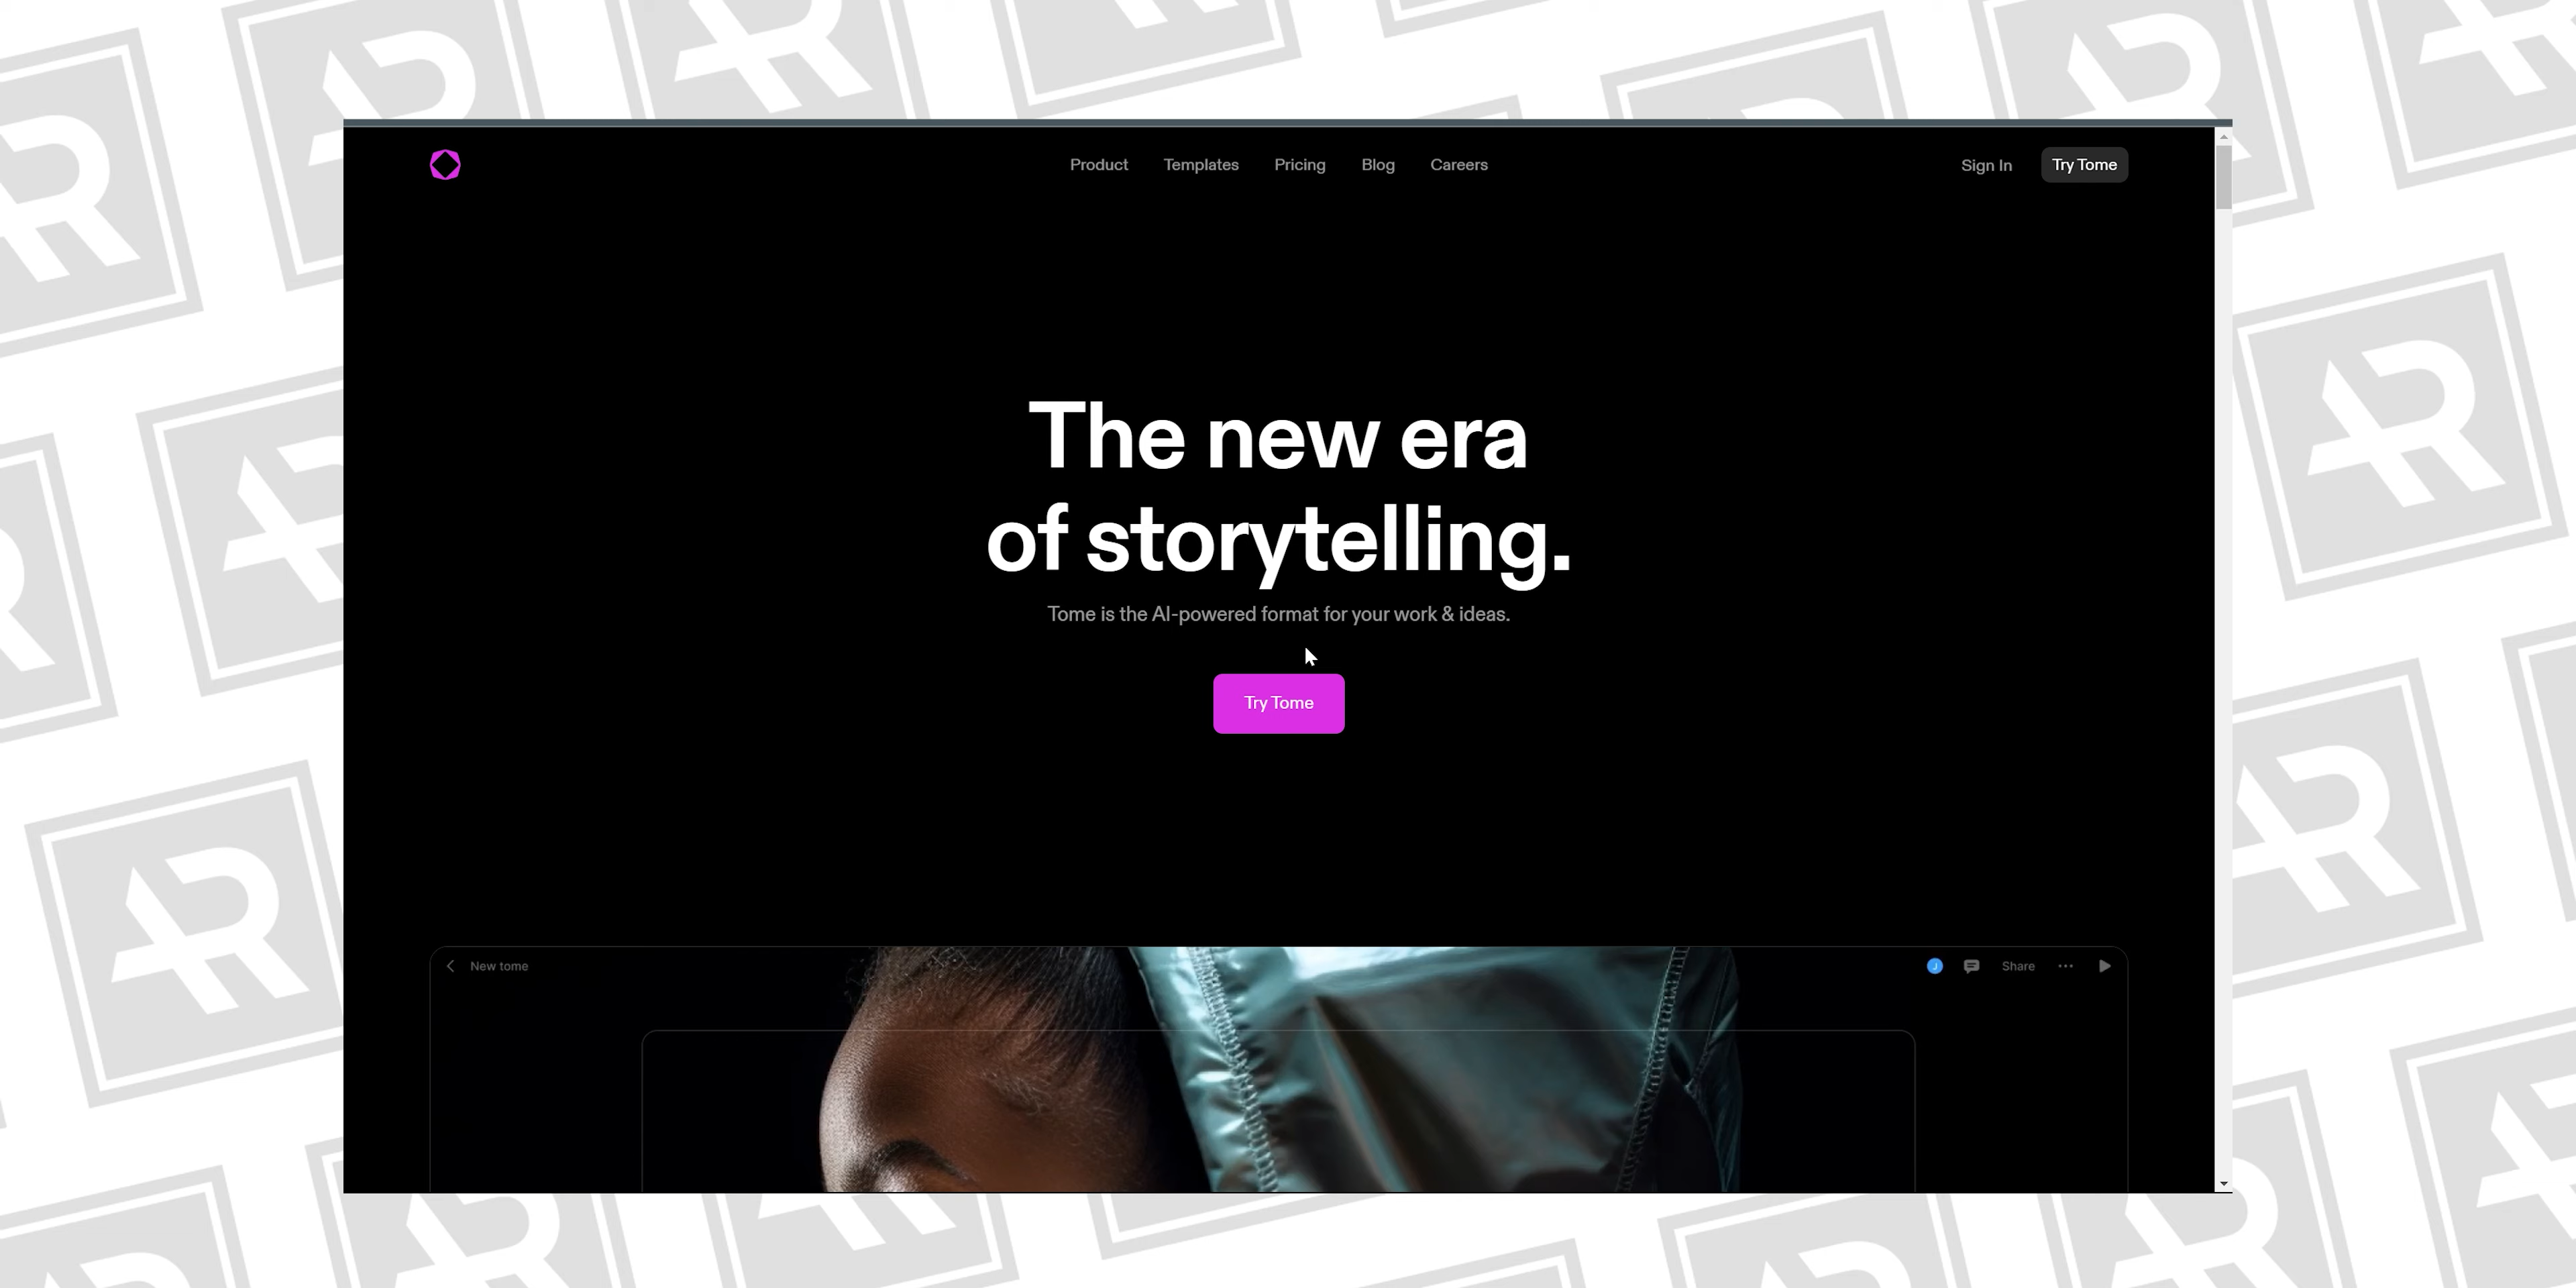 Product
Templates
Pricing
Blog
Careers
Sign In
Try Tome
The new era
of storytelling.
Tome is the AI-powered format for your work & ideas.
Try Tome
New tome
J
Share